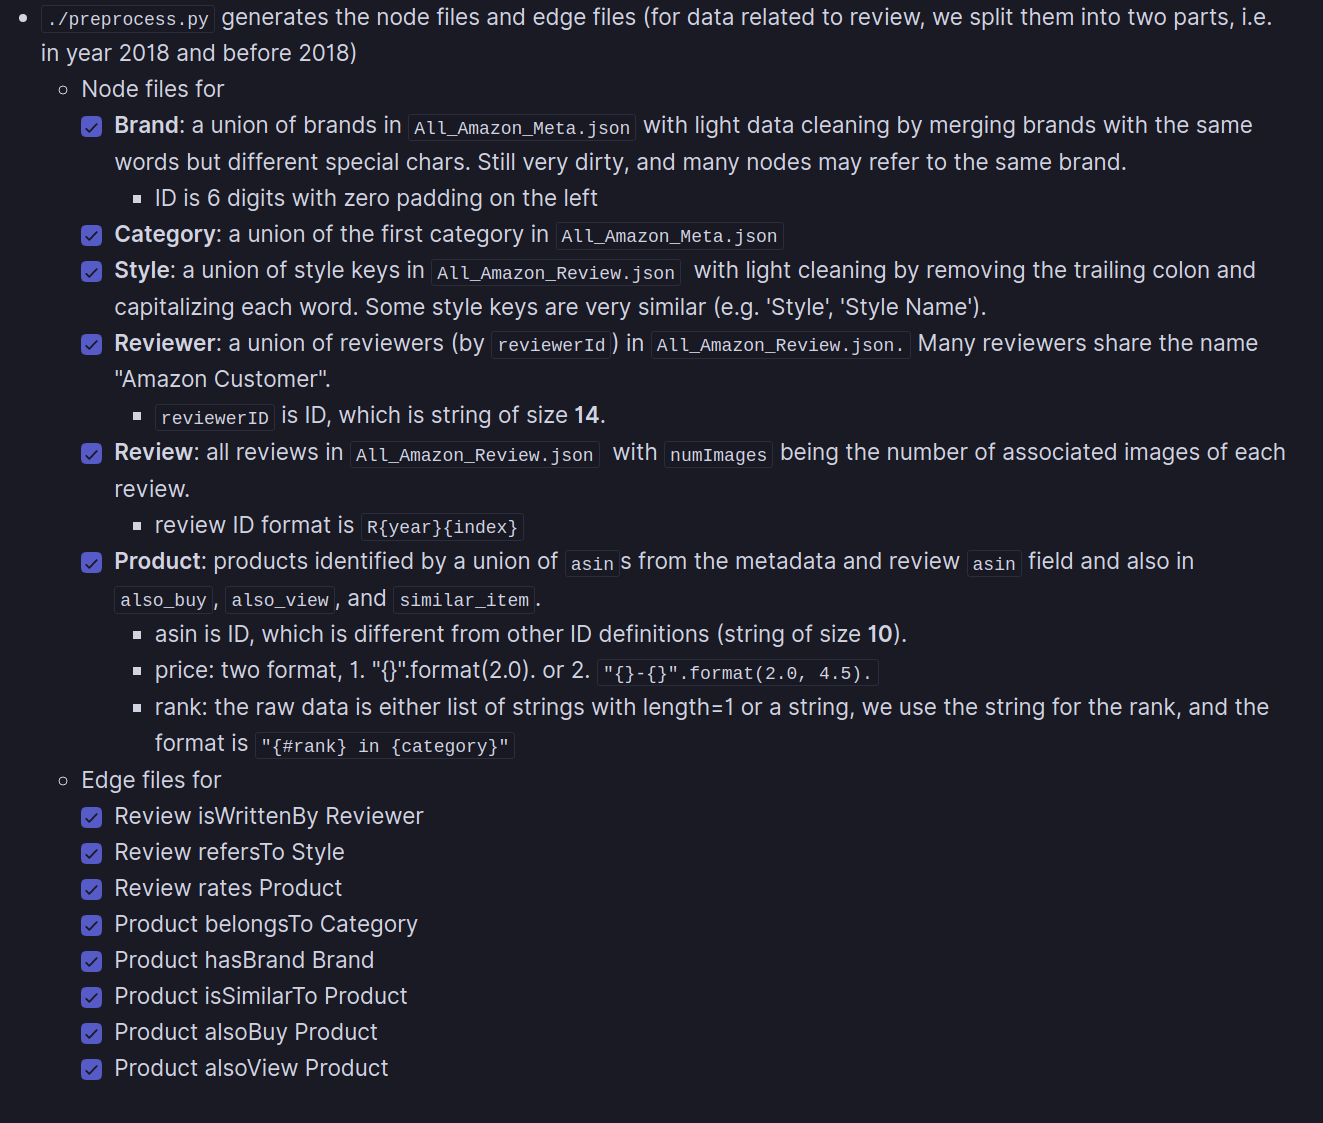 ./preprocess.py generates the node files and edge files (for data related to review, we split them into two parts, i.e.
in year 2018 and before 2018)
Node files for
Brand: a union of brands in All_Amazon_Meta.json with light data cleaning by merging brands with the same
words but different special chars. Still very dirty, and many nodes may refer to the same brand.
ID is 6 digits with zero padding on the left
Category: a union of the first category in All_Amazon_Meta.json
Style: a union of style keys in All_Amazon_Review.json with light cleaning by removing the trailing colon and
capitalizing each word. Some style keys are very similar (e.g. 'Style', 'Style Name').
Reviewer: a union of reviewers (by reviewerId) in All_Amazon_Review.json. Many reviewers share the name
"Amazon Customer".
reviewerID is ID, which is string of size 14.
Review: all reviews in All_Amazon_Review.json with numImages being the number of associated images of each
review.
review ID format is R{year}{index}
Product: products identified by a union of asins from the metadata and review asin field and also in
also_buy, also_view, and similar_item.
asin is ID, which is different from other ID definitions (string of size 10).
price: two format, 1. "{}".format(2.0). or 2. "{}-{}".format(2.0, 4.5).
rank: the raw data is either list of strings with length=1 or a string, we use the string for the rank, and the
format is "{#rank} in {category}"
Edge files for
Review isWrittenBy Reviewer
Review refersTo Style
Review rates Product
Product belongsTo Category
Product hasBrand Brand
Product isSimilarTo Product
Product alsoBuy Product
Product alsoView Product